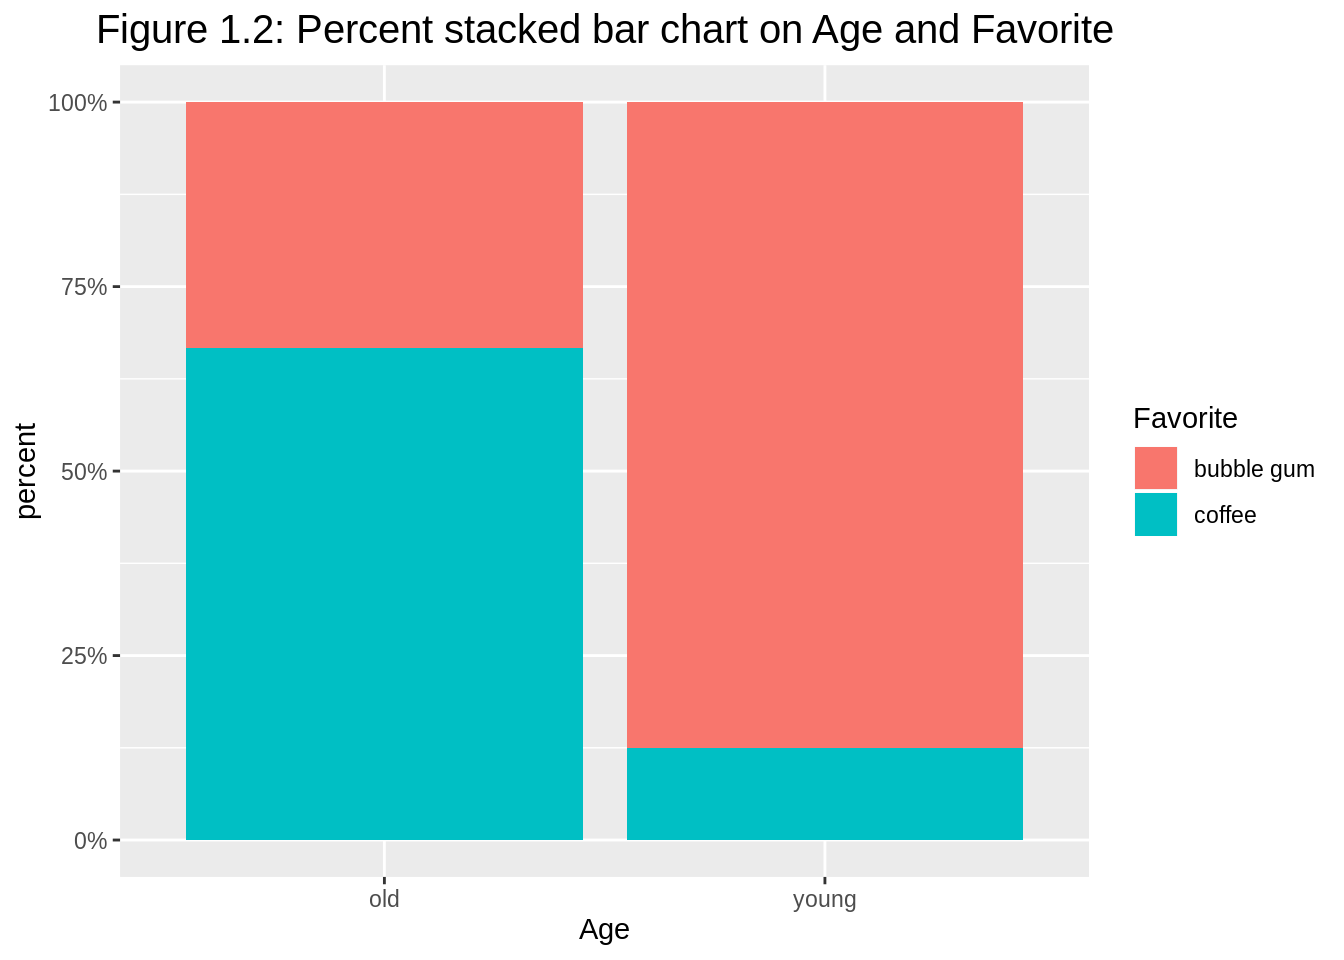 Figure 1.2: Percent stacked bar chart on Age and Favorite
100%
75%
50%
25%
0%
percent
old
young
Age
Favorite
bubble gum
coffee